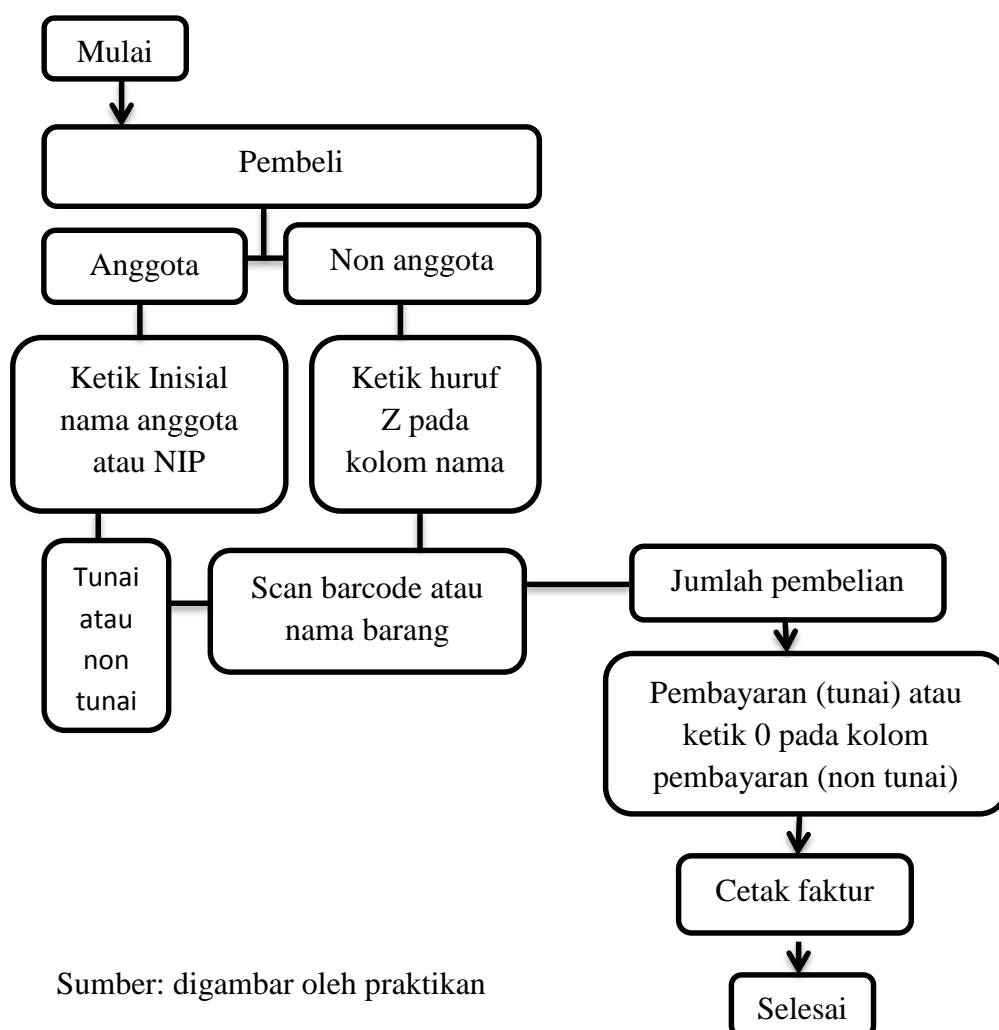 Mulai
Pembeli
Anggota
Non anggota
Ketik Inisial
nama anggota
atau NIP
Ketik huruf
Z pada
kolom nama
Tunai
atau
non
tunai
Scan barcode atau
nama barang
Jumlah pembelian
Pembayaran (tunai) atau
ketik 0 pada kolom
pembayaran (non tunai)
Cetak faktur
Selesai
Sumber: digambar oleh praktikan